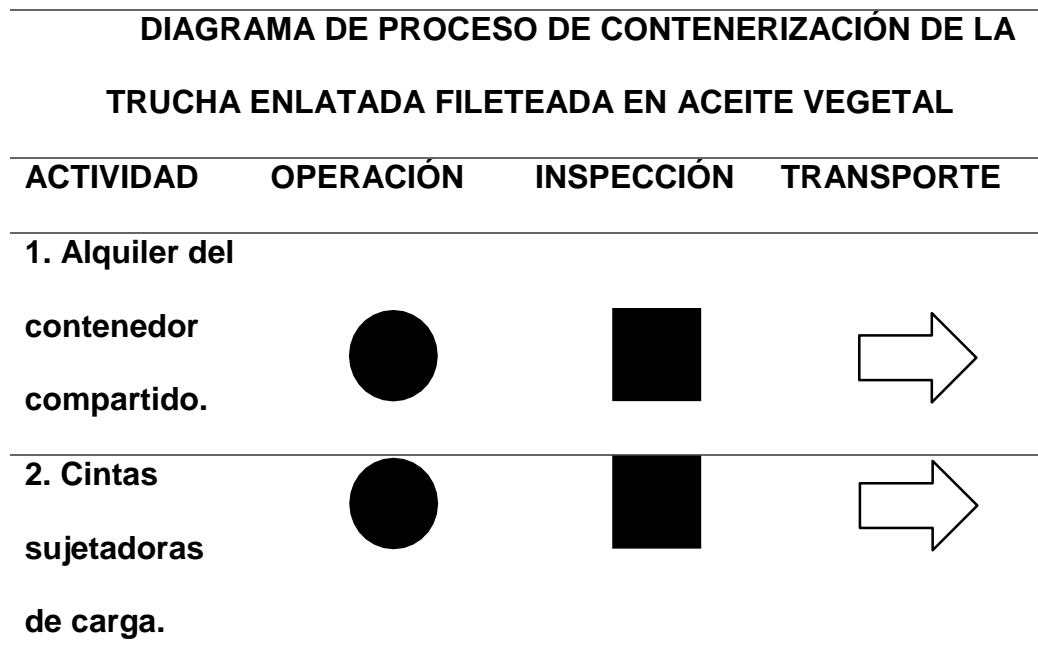 DIAGRAMA DE PROCESO DE CONTENERIZACIÓN DE LA
TRUCHA ENLATADA FILETEADA EN ACEITE VEGETAL
ACTIVIDAD OPERACIÓN INSPECCIÓN TRANSPORTE
1. Alquiler del
contenedor
compartido.
2. Cintas
sujetadoras
de carga.